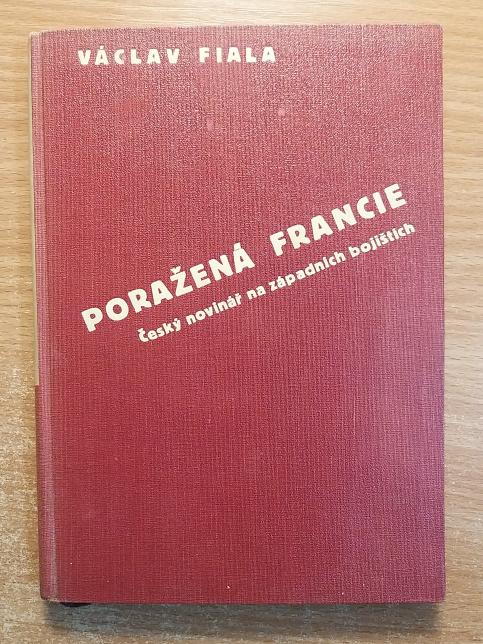 VÁCLAV FIALA
PORAŽENÁ FRANCIE
Český novinář na západních bojištích